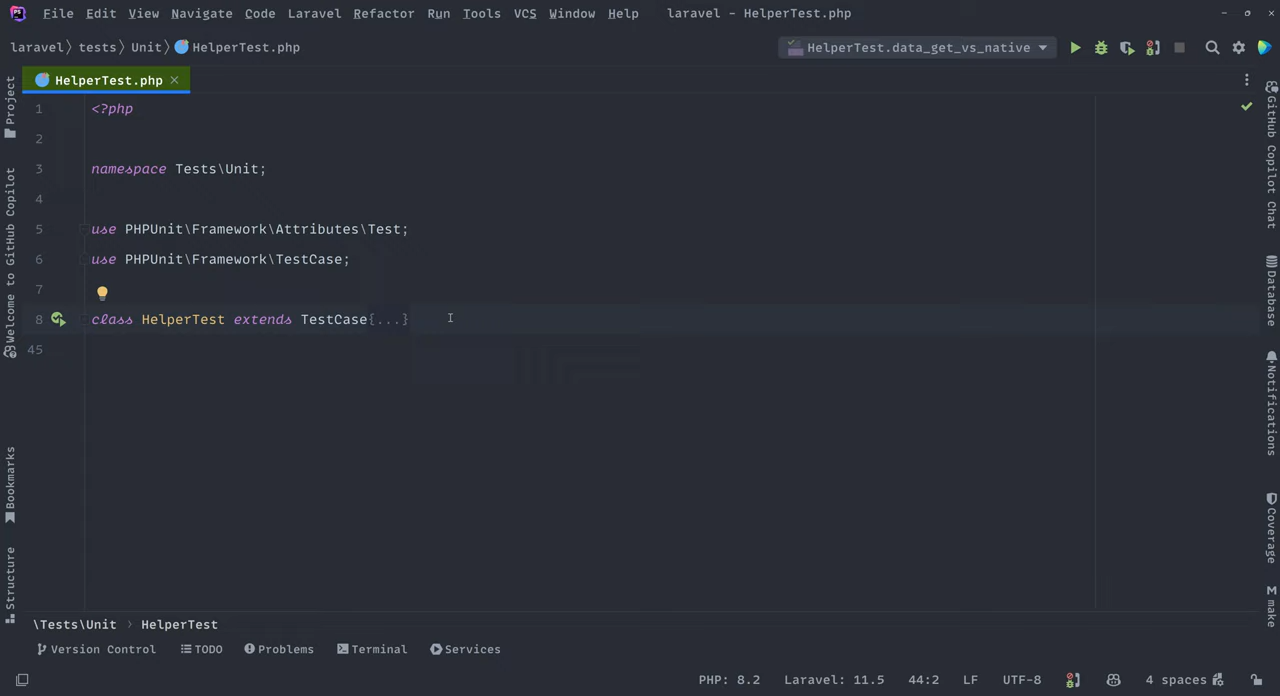 PS File Edit View Navigate Code Laravel Refactor Run Tools VCS Window Help laravel - HelperTest.php
laravel tests Unit HelperTest.php
HelperTest.data_get_vs_native
HelperTest.php
1 <?php
2
3 namespace Tests\Unit;
4
5 use PHPUnit\Framework\Attributes\Test;
6 use PHPUnit\Framework\TestCase;
7
8 class HelperTest extends TestCase{...}
45
Project
Welcome to GitHub Copilot
Bookmarks
Structure
GitHub Copilot Chat
Database
Notifications
Coverage
M make
\Tests\Unit › HelperTest
Version Control TODO Problems Terminal Services
PHP: 8.2 Laravel: 11.5 44:2 LF UTF-8 4 spaces